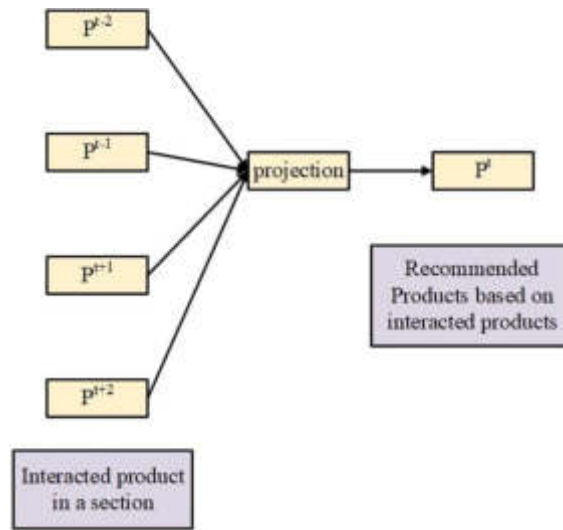 P^t-2
P^t-1
projection
P^t
P^t+1
Recommended
Products based on
interacted products
P^t+2
Interacted product
in a section